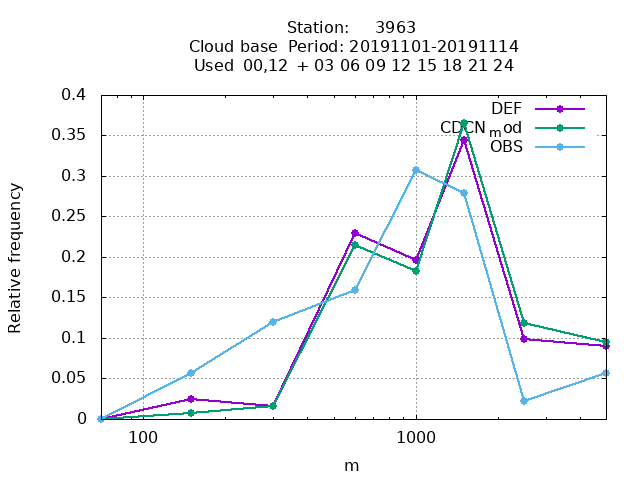 Station: 3963
Cloud base Period: 20191101-20191114
Used 00,12 + 03 06 09 12 15 18 21 24
DEF
CDCN_mod
OBS
0.4
0.35
0.3
0.25
0.2
0.15
0.1
0.05
0
Relative frequency
100
1000
m